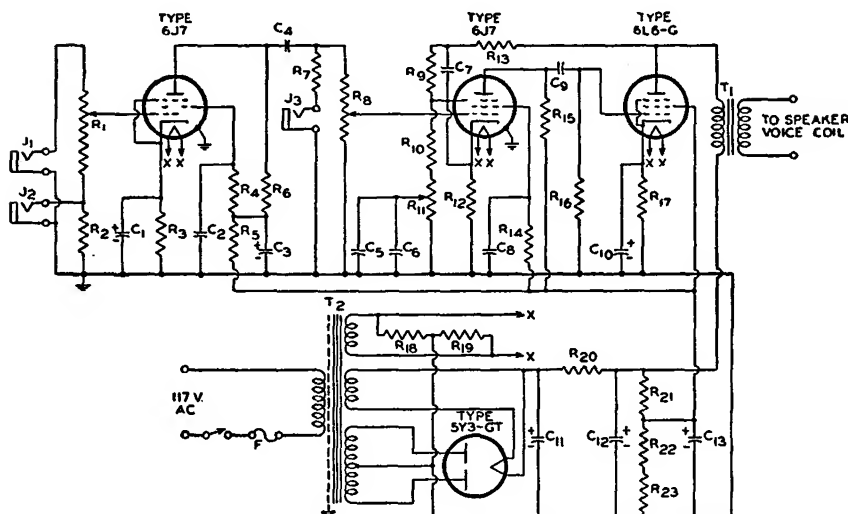 TYPE
6J7
TYPE
6J7
TYPE
6L6-G
C4
R13
T1
R7
R9
C7
C9
J3
R8
R15
R1
TO SPEAKER
VOICE COIL
J1
X X
R10
X X
X X
J2
R4
R6
R11
R12
R16
R17
R2
C1
R3
C2
R5
C3
C5
C6
C8
R14
C10
T2
X
R18
R19
X
R20
117 V.
AC
TYPE
5Y3-GT
R21
F
C11
C12
R22
C13
R23